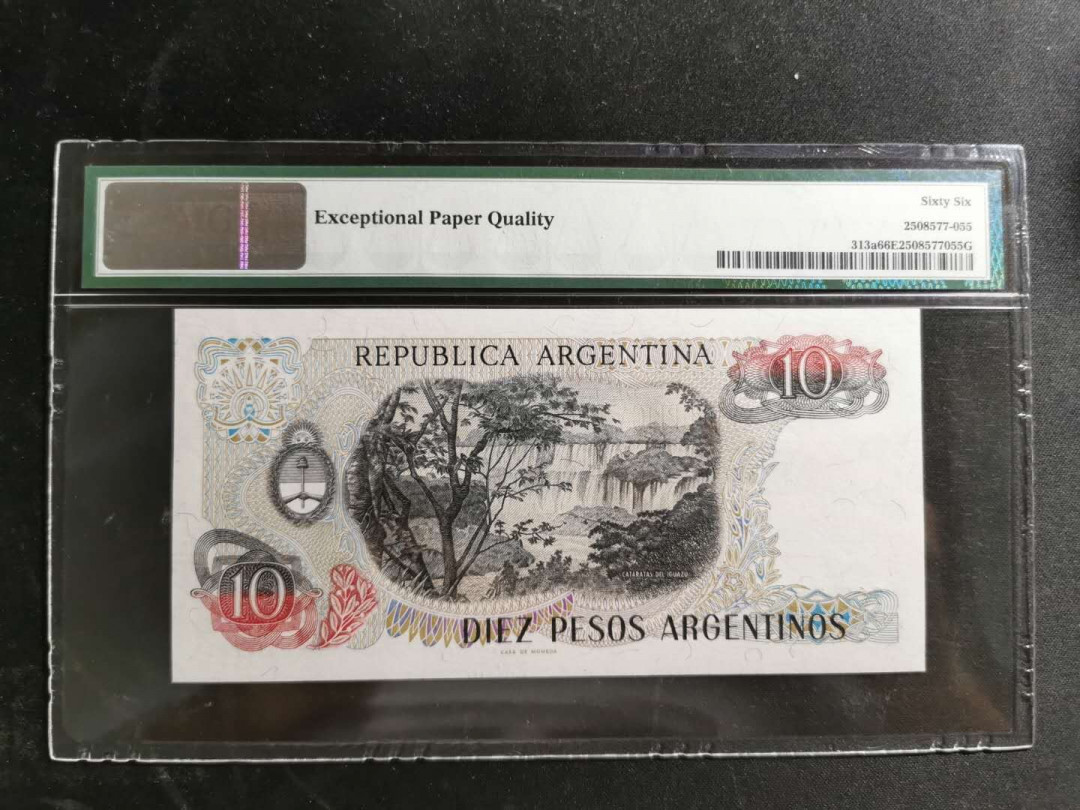 Exceptional Paper Quality
Sixty Six
2508577-055
313a66E2508577055G
REPUBLICA ARGENTINA
10
CATARATAS DEL IGUAZU
10
DIEZ PESOS ARGENTINOS
CASA DE MONEDA